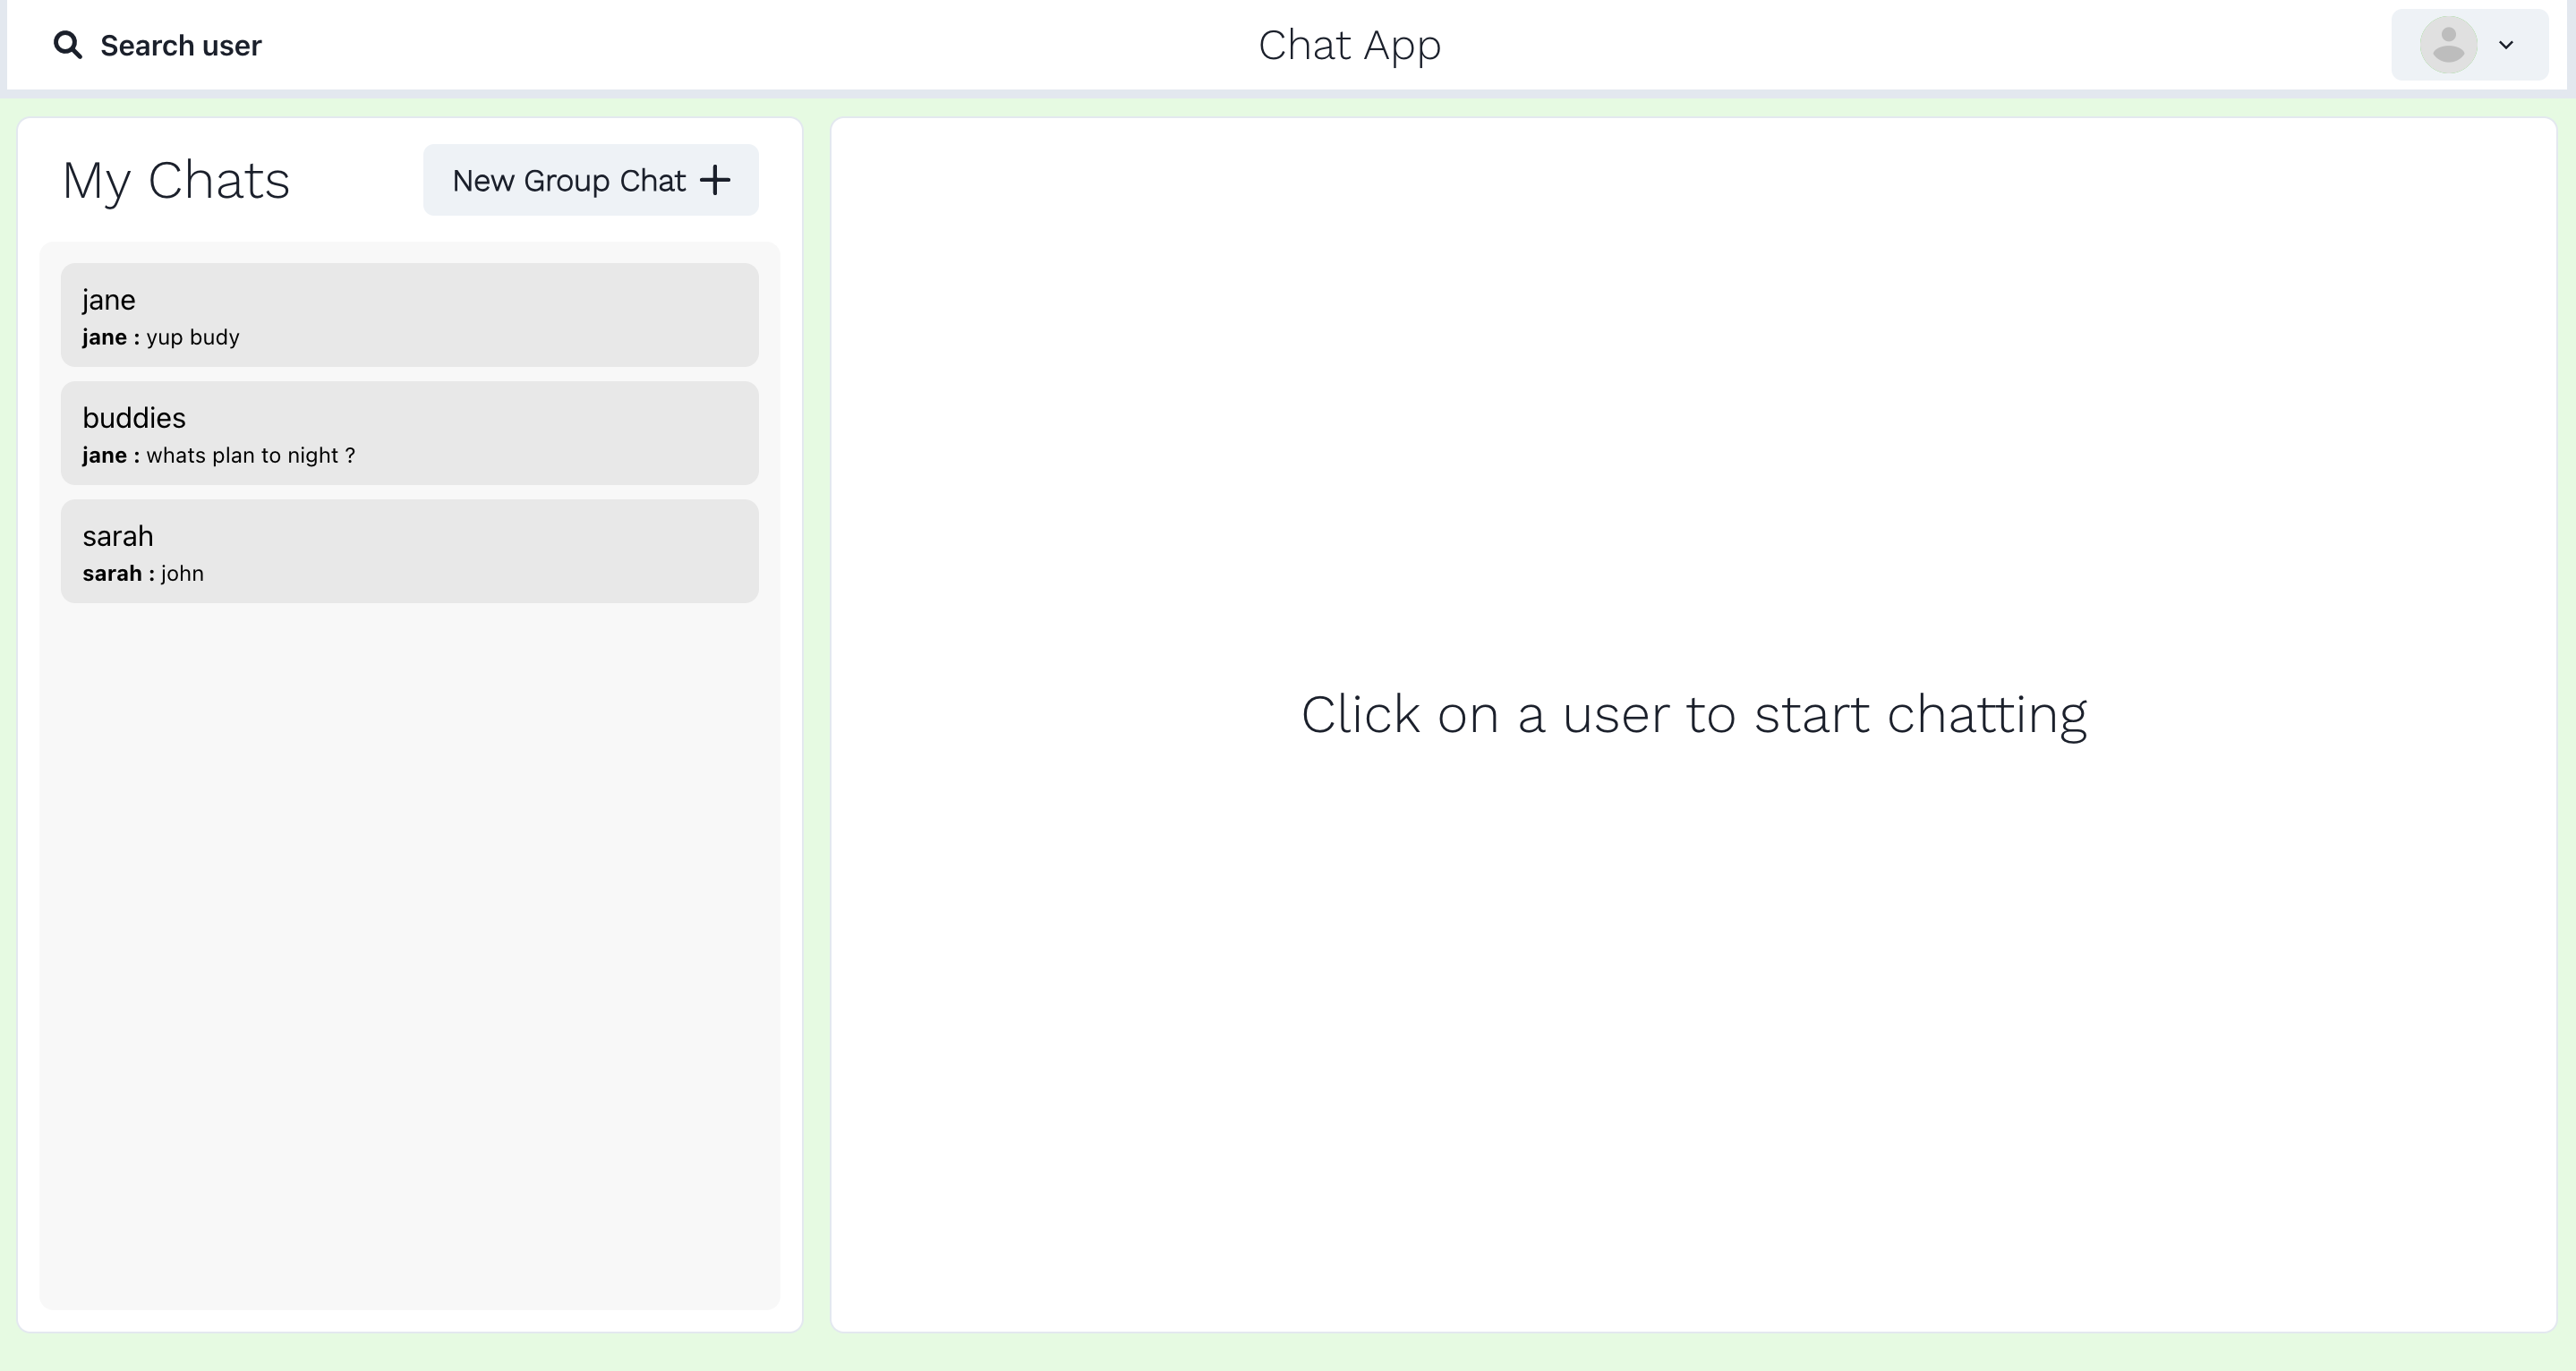 Search user
Chat App
My Chats
New Group Chat
jane
jane : yup budy
buddies
jane : whats plan to night ?
sarah
sarah : john
Click on a user to start chatting